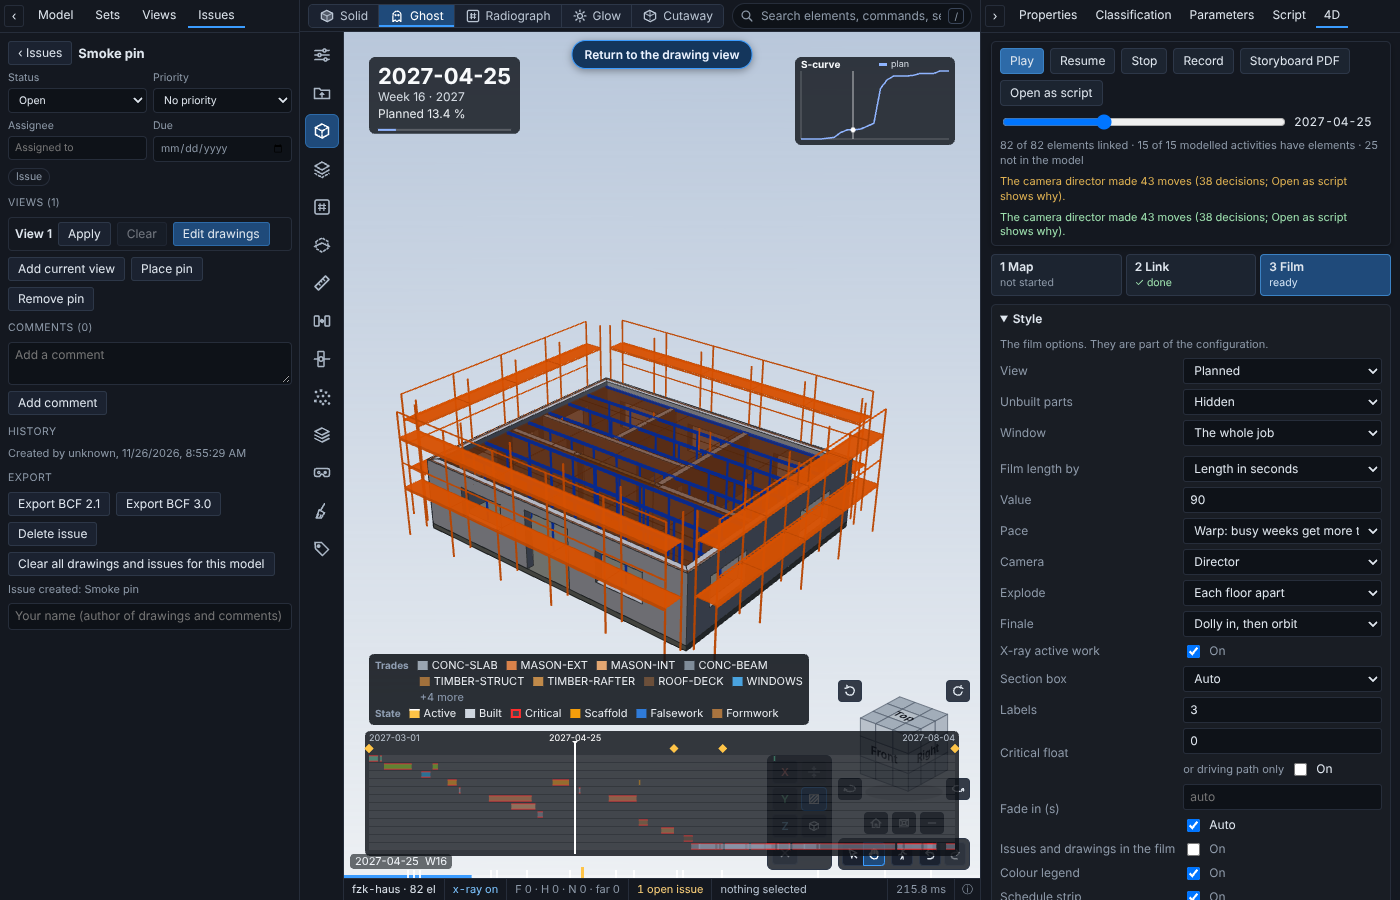 Model Sets Views Issues
Solid Ghost Radiograph Glow Cutaway
Search elements, commands, se /
Properties Classification Parameters Script 4D
‹ Issues Smoke pin
Status Priority
Open No priority
Assignee Due
Assigned to mm/dd/yyyy
Issue
VIEWS (1)
View 1 Apply Clear Edit drawings
Add current view Place pin
Remove pin
COMMENTS (0)
Add a comment
Add comment
HISTORY
Created by unknown, 11/26/2026, 8:55:29 AM
EXPORT
Export BCF 2.1 Export BCF 3.0
Delete issue
Clear all drawings and issues for this model
Issue created: Smoke pin
Your name (author of drawings and comments)
Return to the drawing view
2027-04-25
Week 16 · 2027
Planned 13.4 %
S-curve plan
Trades CONC-SLAB MASON-EXT MASON-INT CONC-BEAM
TIMBER-STRUCT TIMBER-RAFTER ROOF-DECK WINDOWS
+4 more
State Active Built Critical Scaffold Falsework Formwork
Top
Front Right
2027-03-01 2027-04-25 2027-08-04
X
Y
Z
2027-04-25 W16
fzk-haus · 82 el x-ray on F 0 · H 0 · N 0 · far 0 1 open issue nothing selected 215.8 ms
Play Resume Stop Record Storyboard PDF
Open as script
2027-04-25
82 of 82 elements linked · 15 of 15 modelled activities have elements · 25
not in the model
The camera director made 43 moves (38 decisions; Open as script
shows why).
The camera director made 43 moves (38 decisions; Open as script
shows why).
1 Map 2 Link 3 Film
not started ✓ done ready
▼ Style
The film options. They are part of the configuration.
View Planned
Unbuilt parts Hidden
Window The whole job
Film length by Length in seconds
Value 90
Pace Warp: busy weeks get more t
Camera Director
Explode Each floor apart
Finale Dolly in, then orbit
X-ray active work On
Section box Auto
Labels 3
Critical float 0
or driving path only On
Fade in (s) auto
Auto
Issues and drawings in the film On
Colour legend On
Schedule strip On